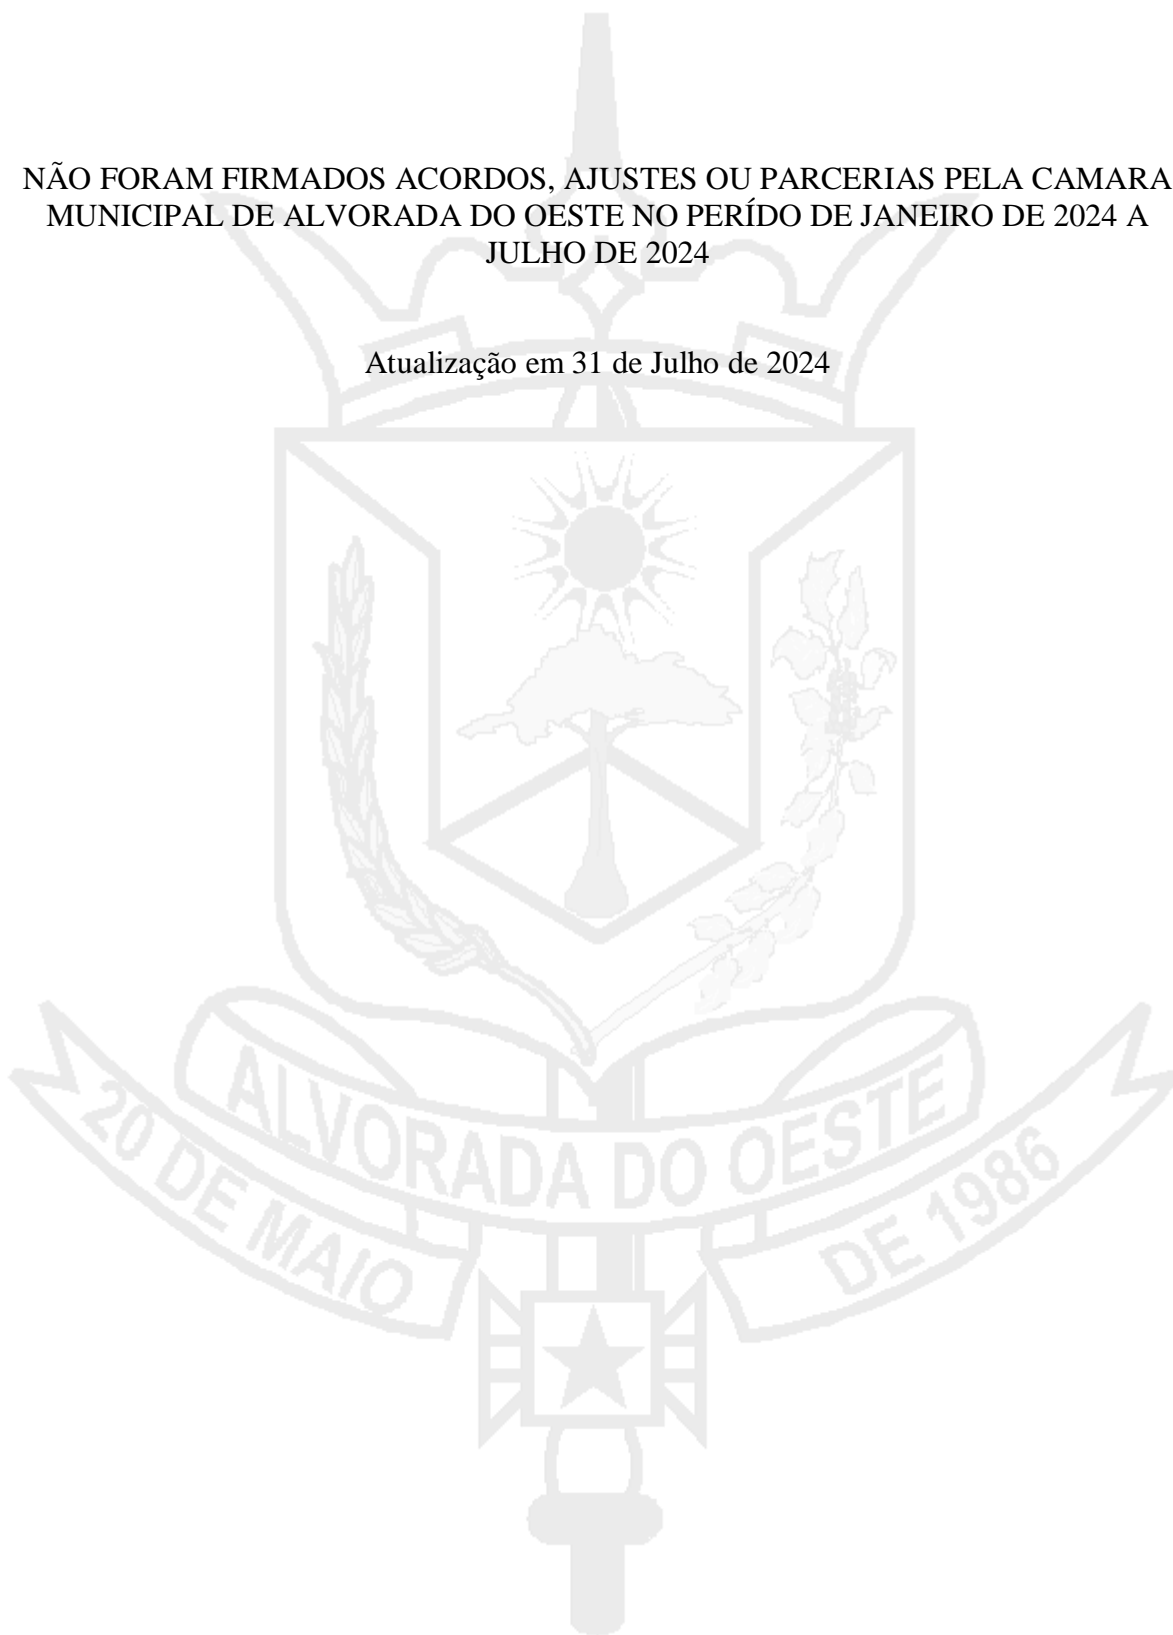 NÃO FORAM FIRMADOS ACORDOS, AJUSTES OU PARCERIAS PELA CAMARA
MUNICIPAL DE ALVORADA DO OESTE NO PERÍDO DE JANEIRO DE 2024 A
JULHO DE 2024
Atualização em 31 de Julho de 2024
ALVORADA DO OESTE
20 DE MAIO
DE 1986